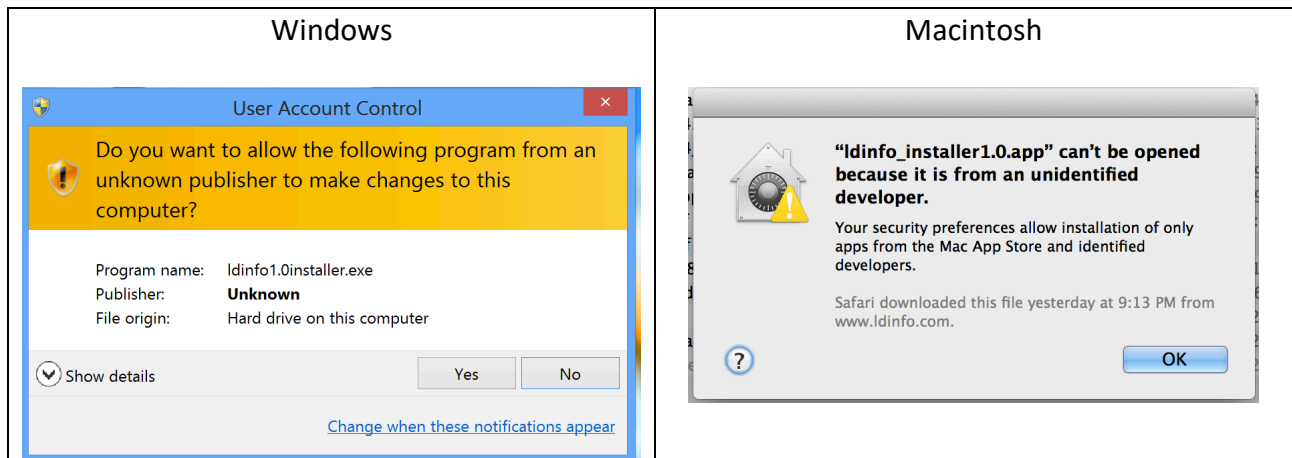 Windows
Macintosh
User Account Control
Do you want to allow the following program from an
unknown publisher to make changes to this
computer?
Program name: ldinfo1.0installer.exe
Publisher: Unknown
File origin: Hard drive on this computer
Show details
Yes
No
Change when these notifications appear
“ldinfo_installer1.0.app” can’t be opened
because it is from an unidentified
developer.
Your security preferences allow installation of only
apps from the Mac App Store and identified
developers.
Safari downloaded this file yesterday at 9:13 PM from
www.ldinfo.com.
?
OK